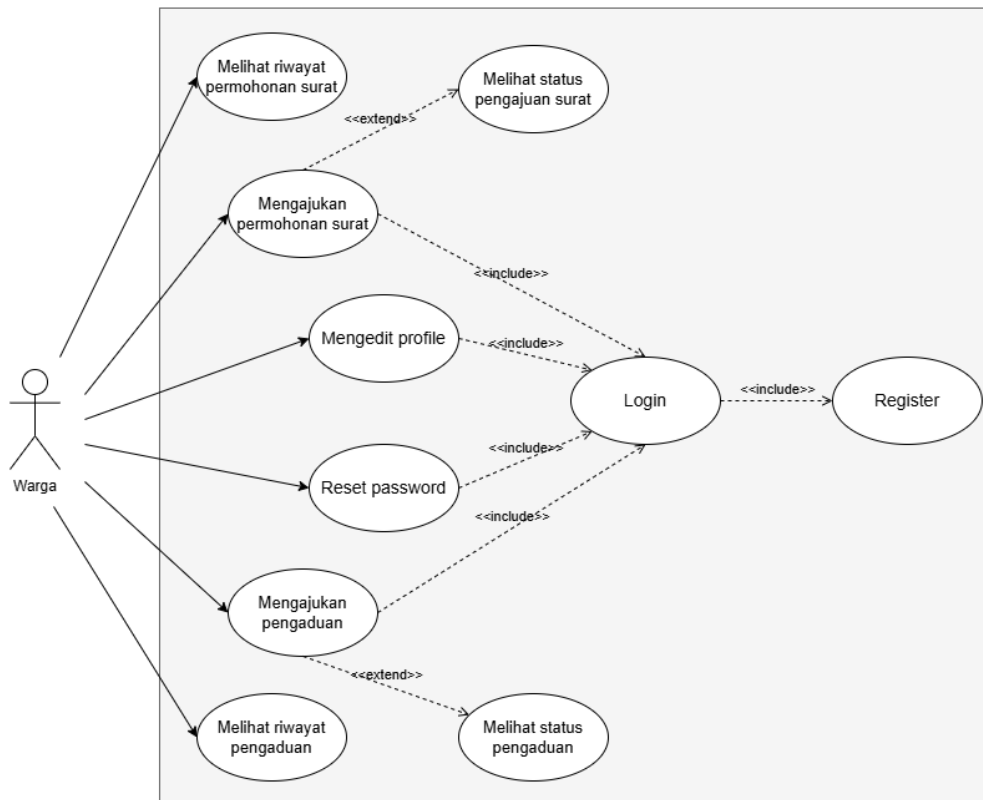 Melihat riwayat
permohonan surat
Melihat status
pengajuan surat
<<extend>>
Mengajukan
permohonan surat
<<include>>
Mengedit profile
<<include>>
Login
<<include>>
Register
Warga
Reset password
<<include>>
<<include>>
Mengajukan
pengaduan
<<extend>>
Melihat riwayat
pengaduan
Melihat status
pengaduan